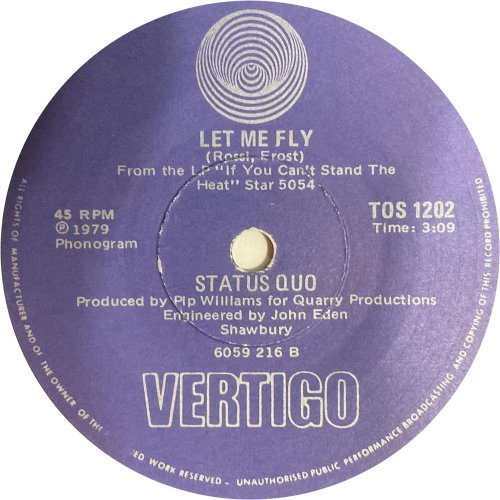 LET ME FLY
(Rossi, Erost)
From the LP "If You Can't Stand The
Heat" Star 5054
45 RPM
Ⓟ 1979
Phonogram
TOS 1202
Time: 3:09
STATUS QUO
Produced by Pip Williams for Quarry Productions
Engineered by John Eden
Shawbury
6059 216 B
VERTIGO
ALL RIGHTS OF THE MANUFACTURER AND OF THE OWNER OF THE
ED WORK RESERVED - UNAUTHORISED PUBLIC PERFORMANCE BROADCASTING AND COPYING OF THIS RECORD PROHIBITED